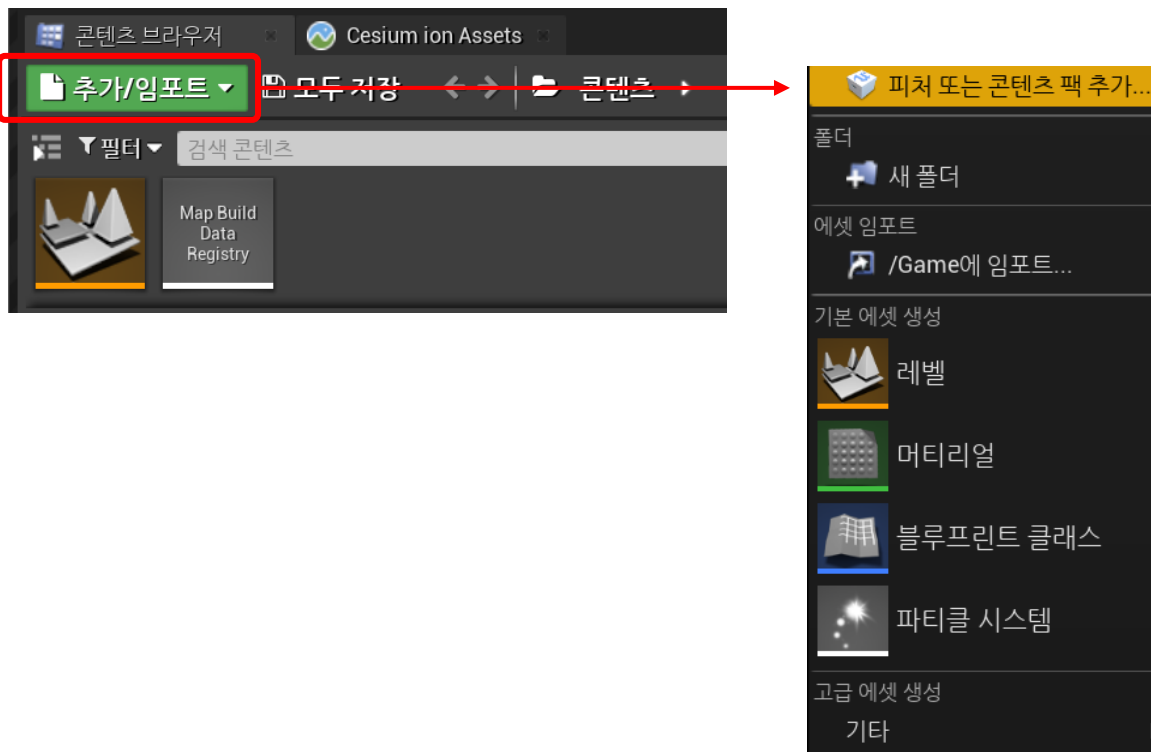 콘텐츠 브라우저
Cesium ion Assets
추가/임포트
모두 저장
콘텐츠
필터
검색 콘텐츠
Map Build
Data
Registry
피처 또는 콘텐츠 팩 추가...
폴더
새 폴더
에셋 임포트
/Game에 임포트...
기본 에셋 생성
레벨
머티리얼
블루프린트 클래스
파티클 시스템
고급 에셋 생성
기타